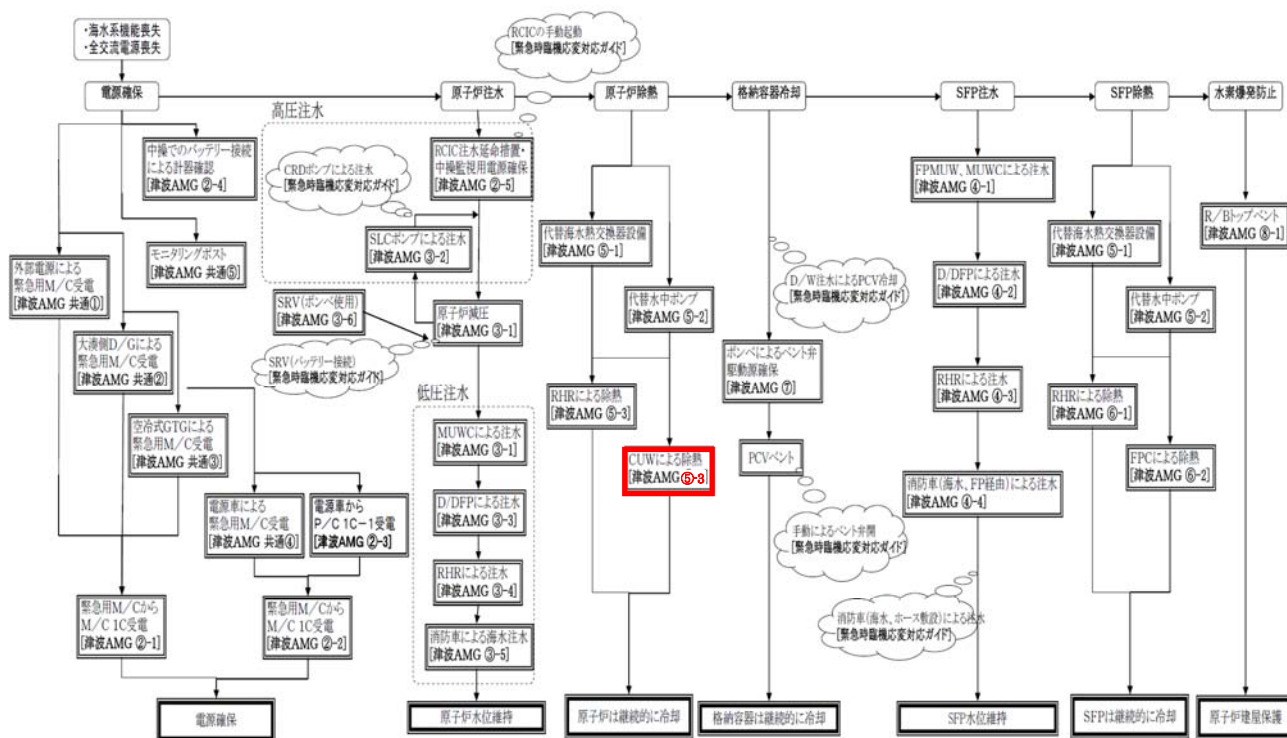 ・海水系機能喪失
・全交流電源喪失
RCICの手動起動
[緊急時臨機応変対応ガイド]
電源確保
原子炉注水
原子炉除熱
格納容器冷却
SFP注水
SFP除熱
水素爆発防止
中操でのバッテリー接続
による計器確認
[津波AMG ②-4]
モニタリングポスト
[津波AMG 共通⑤]
外部電源による
緊急用M/C受電
[津波AMG 共通①]
大湊側D/Gによる
緊急用M/C受電
[津波AMG 共通②]
空冷式GTGによる
緊急用M/C受電
[津波AMG 共通③]
電源車による
緊急用M/C受電
[津波AMG 共通④]
電源車から
P/C 1C-1受電
[津波AMG ②-3]
緊急用M/Cから
M/C 1C受電
[津波AMG ②-1]
緊急用M/Cから
M/C 1C受電
[津波AMG ②-2]
電源確保
高圧注水
CRDポンプによる注水
[緊急時臨機応変対応ガイド]
RCIC注水延命措置・
中操監視用電源確保
[津波AMG ②-5]
SLCポンプによる注水
[津波AMG ③-2]
SRV(ボンベ使用)
[津波AMG ③-6]
原子炉減圧
[津波AMG ③-1]
SRV(バッテリー接続)
[緊急時臨機応変対応ガイド]
低圧注水
MUWCによる注水
[津波AMG ③-1]
D/DFPによる注水
[津波AMG ③-3]
RHRによる注水
[津波AMG ③-4]
消防車による海水注水
[津波AMG ③-5]
原子炉水位維持
代替海水熱交換器設備
[津波AMG ⑤-1]
代替水中ポンプ
[津波AMG ⑤-2]
RHRによる除熱
[津波AMG ⑤-3]
CUWによる除熱
[津波AMG ⑤-3]
原子炉は継続的に冷却
D/W注水によるPCV冷却
[緊急時臨機応変対応ガイド]
ボンベによるベント弁
駆動源確保
[津波AMG ⑦]
PCVベント
手動によるベント弁開
[緊急時臨機応変対応ガイド]
格納容器は継続的に冷却
FPMUW、MUWCによる注水
[津波AMG ④-1]
D/DFPによる注水
[津波AMG ④-2]
RHRによる注水
[津波AMG ④-3]
消防車(海水、FP経由)による注水
[津波AMG ④-4]
消防車(海水、ホース敷設)による注水
[緊急時臨機応変対応ガイド]
SFP水位維持
代替海水熱交換器設備
[津波AMG ⑤-1]
代替水中ポンプ
[津波AMG ⑤-2]
RHRによる除熱
[津波AMG ⑥-1]
FPCによる除熱
[津波AMG ⑥-2]
SFPは継続的に冷却
R/Bトップベント
[津波AMG ⑧-1]
原子炉建屋保護